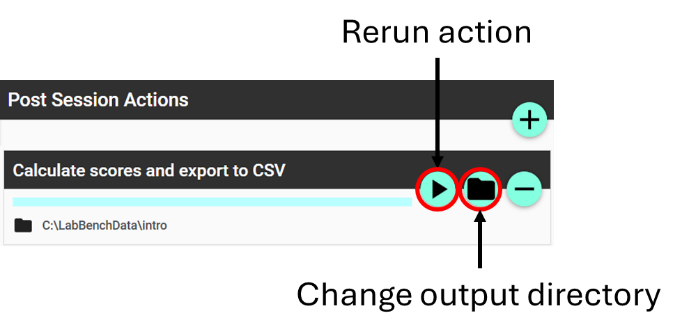 Rerun action
Post Session Actions
Calculate scores and export to CSV
C:\LabBenchData\intro
Change output directory